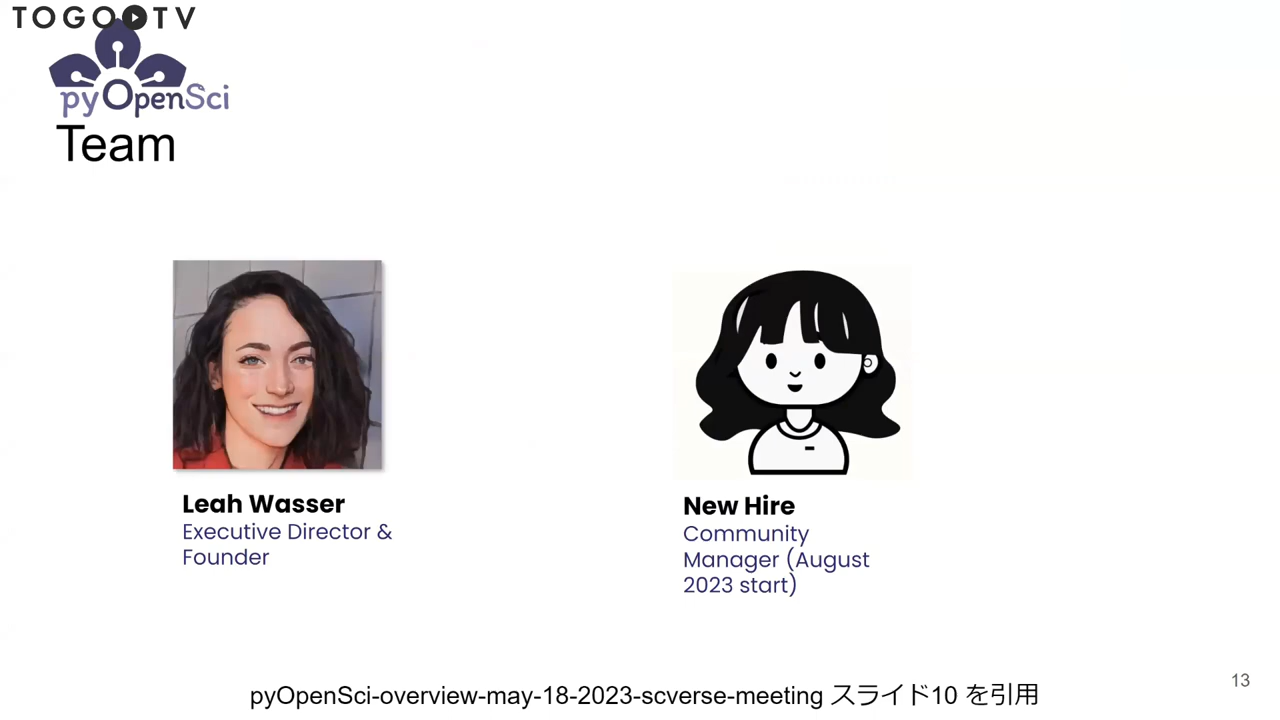 TOGO TV
pyOpenSci
Team
Leah Wasser
Executive Director &
Founder
New Hire
Community
Manager (August
2023 start)
pyOpenSci-overview-may-18-2023-scverse-meeting スライド10 を引用
13